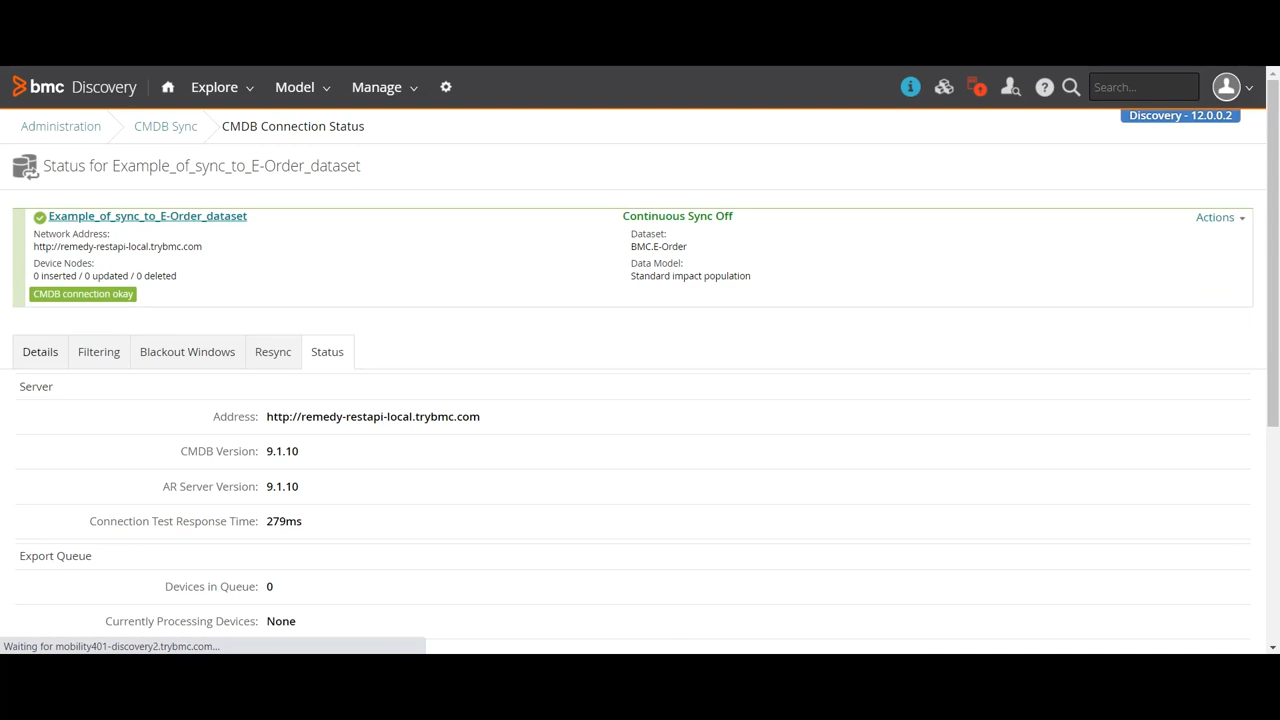 bmc Discovery Explore Model Manage Search...
Discovery - 12.0.0.2
Administration CMDB Sync CMDB Connection Status
Status for Example_of_sync_to_E-Order_dataset
Example_of_sync_to_E-Order_dataset Continuous Sync Off Actions
Network Address: Dataset:
http://remedy-restapi-local.trybmc.com BMC.E-Order
Device Nodes: Data Model:
0 inserted / 0 updated / 0 deleted Standard impact population
CMDB connection okay
Details Filtering Blackout Windows Resync Status
Server
Address: http://remedy-restapi-local.trybmc.com
CMDB Version: 9.1.10
AR Server Version: 9.1.10
Connection Test Response Time: 279ms
Export Queue
Devices in Queue: 0
Currently Processing Devices: None
Waiting for mobility401-discovery2.trybmc.com...